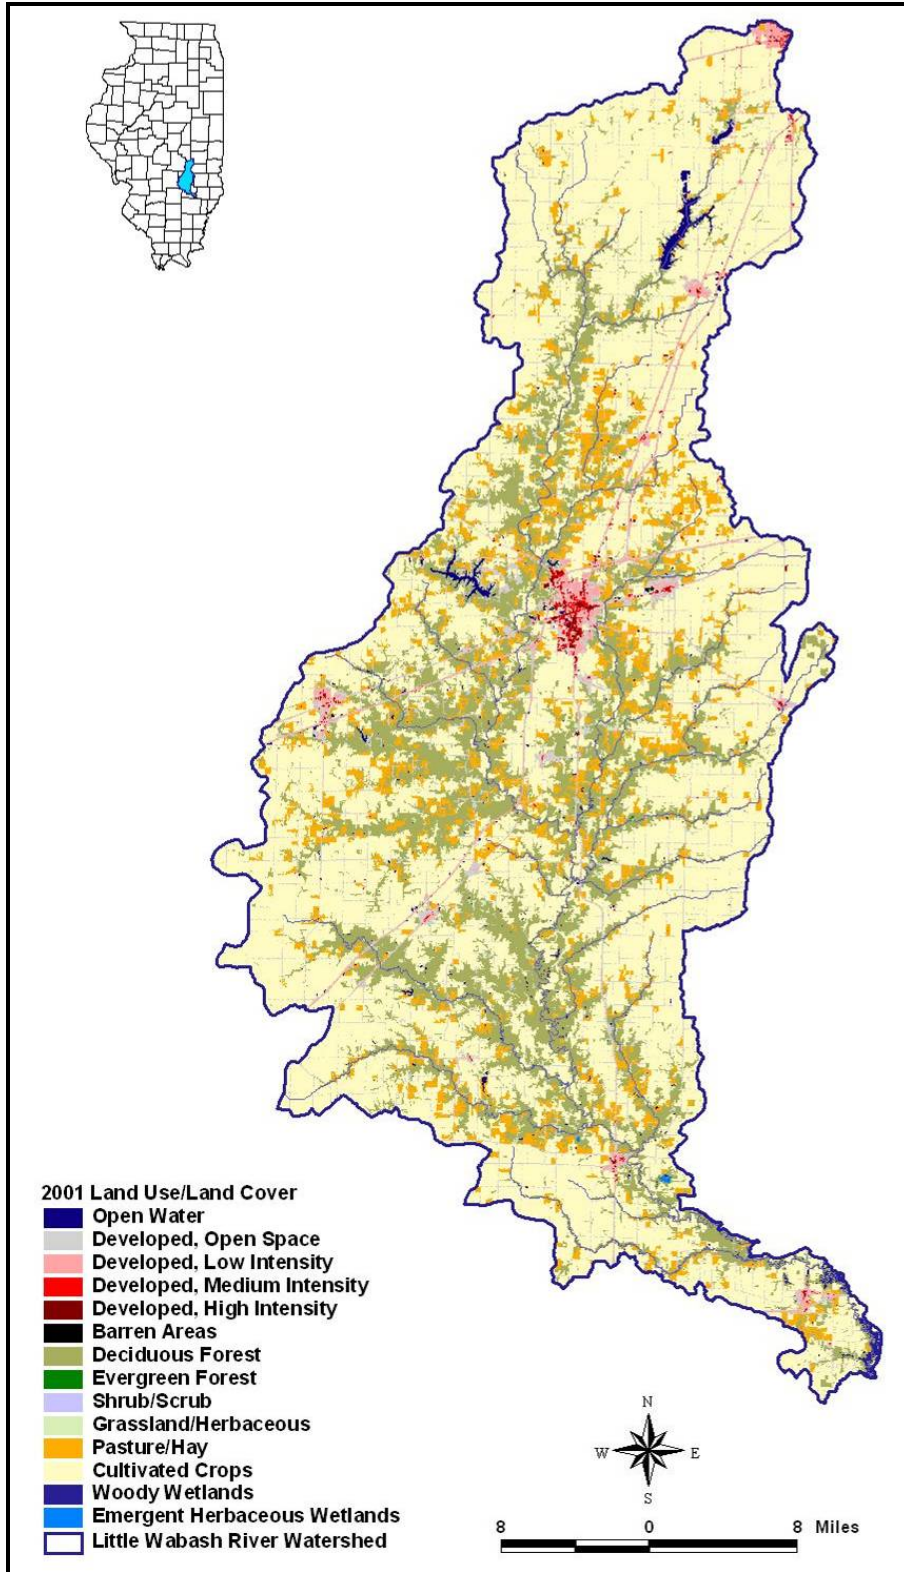 2001 Land Use/Land Cover
Open Water
Developed, Open Space
Developed, Low Intensity
Developed, Medium Intensity
Developed, High Intensity
Barren Areas
Deciduous Forest
Evergreen Forest
Shrub/Scrub
Grassland/Herbaceous
Pasture/Hay
Cultivated Crops
Woody Wetlands
Emergent Herbaceous Wetlands
Little Wabash River Watershed
N
W E
S
8 0 8 Miles